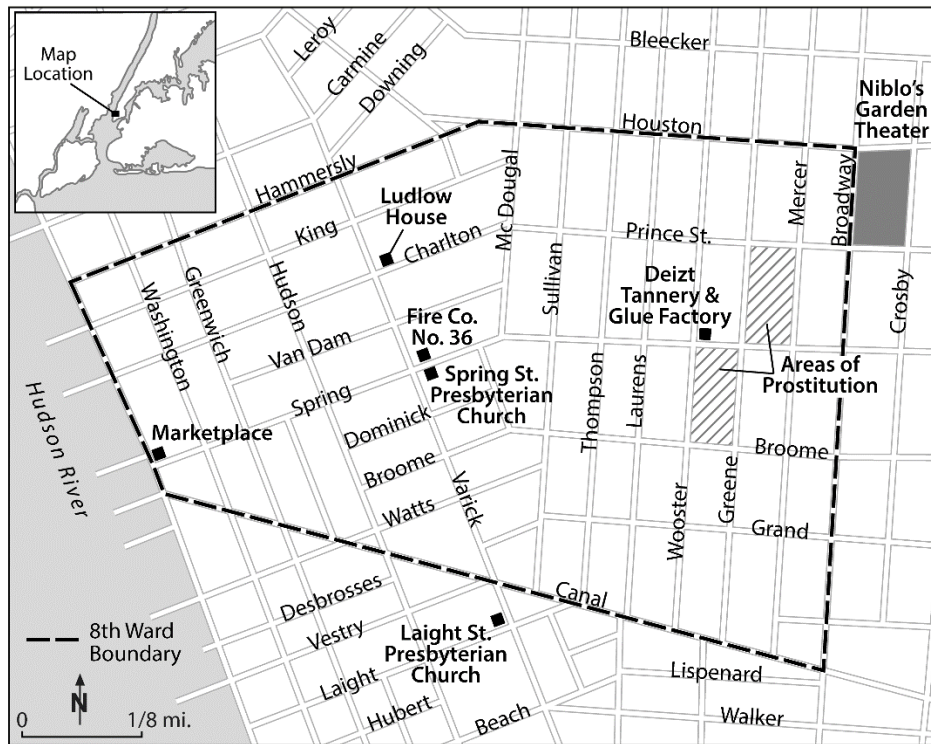 Map
Location
Leroy
Carmine
Downing
Bleecker
Niblo's
Garden
Theater
Houston
Hammersly
Mc Dougal
Mercer
Broadway
Ludlow
House
King
Charlton
Prince St.
Sullivan
Crosby
Washington
Greenwich
Hudson
Deizt
Tannery &
Glue Factory
Fire Co.
No. 36
Van Dam
Spring
Spring St.
Presbyterian
Church
Areas of
Prostitution
Thompson
Laurens
Hudson River
Marketplace
Dominick
Broome
Broome
Watts
Varick
Wooster
Greene
Grand
Desbrosses
Canal
Vestry
8th Ward
Boundary
Laight St.
Presbyterian
Church
Laight
Lispenard
Hubert
Beach
Walker
N
0
1/8 mi.